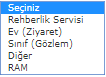 Seçiniz
Rehberlik Servisi
Ev (Ziyaret)
Sınıf (Gözlem)
Diğer
RAM